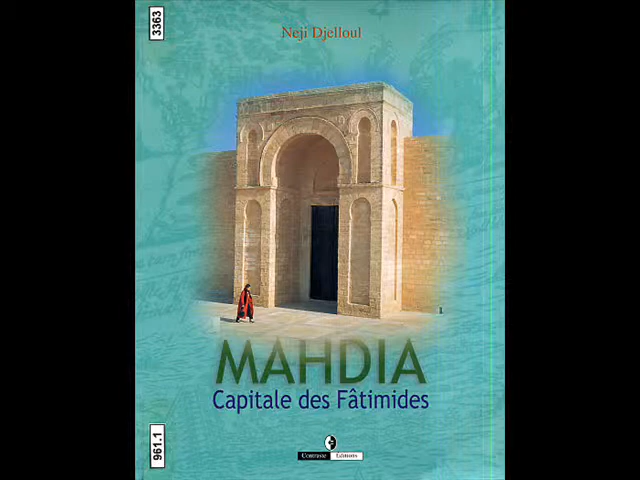 3363
Neji Djelloul
MAHDIA
Capitale des Fâtimides
Contraste Editions
961.1